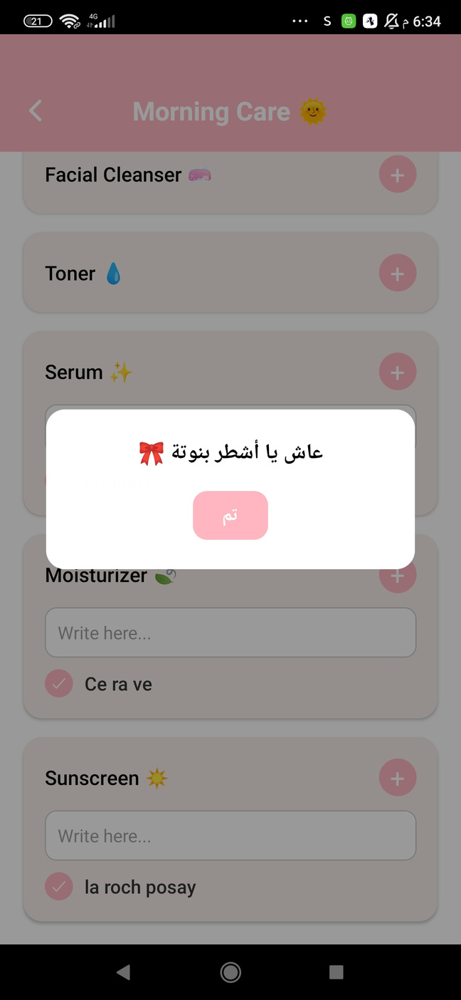 21 4G S م 6:34
Morning Care 🌞
Facial Cleanser 🧼
+
Toner 💧
+
Serum ✨
+
عاش يا أشطر بنوتة 🎀
تم
Moisturizer 🍃
+
Write here...
Ce ra ve
Sunscreen ☀️
+
Write here...
la roch posay